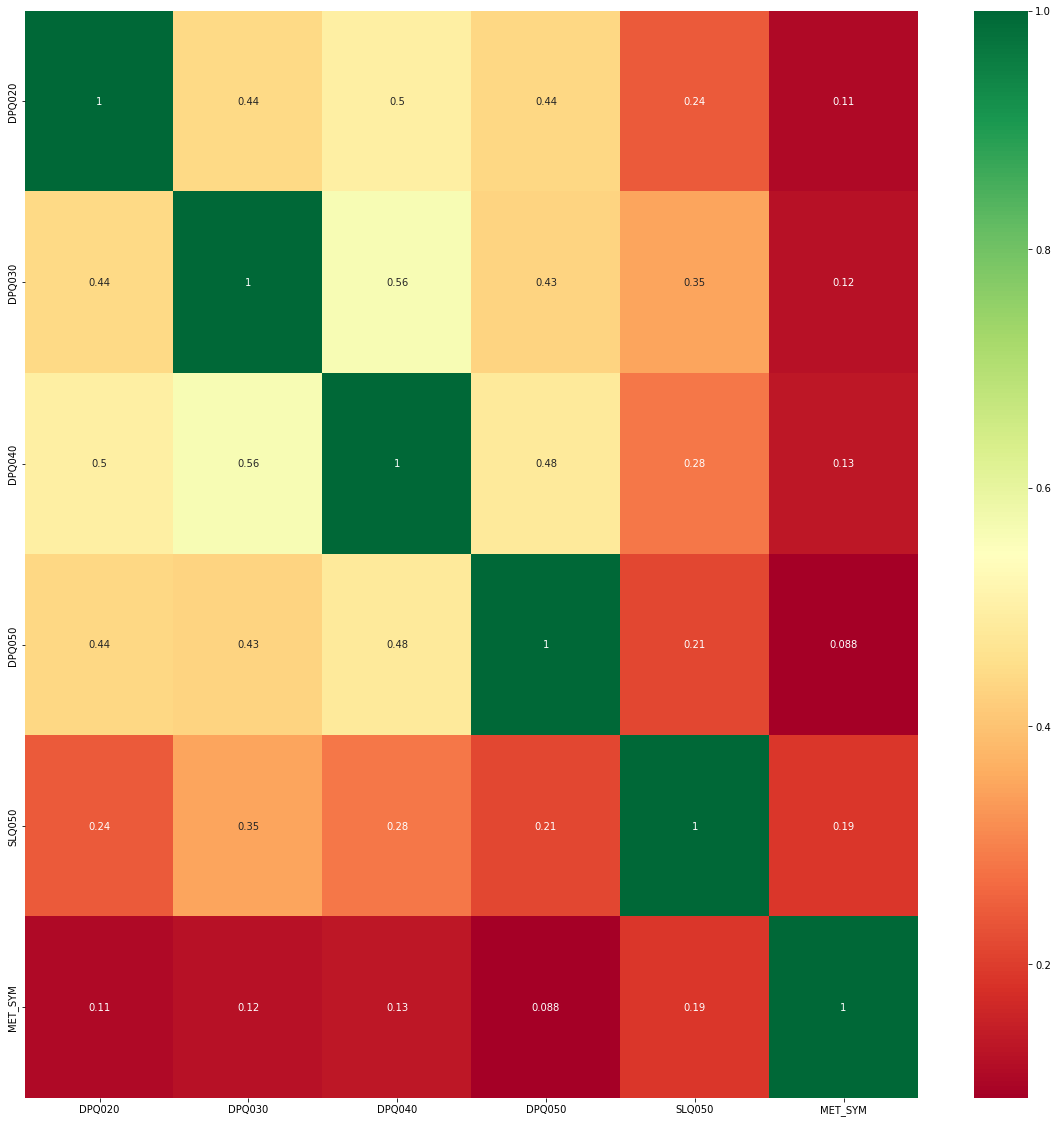 DPQ020 1 0.44 0.5 0.44 0.24 0.11
DPQ030 0.44 1 0.56 0.43 0.35 0.12
DPQ040 0.5 0.56 1 0.48 0.28 0.13
DPQ050 0.44 0.43 0.48 1 0.21 0.088
SLQ050 0.24 0.35 0.28 0.21 1 0.19
MET_SYM 0.11 0.12 0.13 0.088 0.19 1
DPQ020 DPQ030 DPQ040 DPQ050 SLQ050 MET_SYM
1.0
0.8
0.6
0.4
0.2